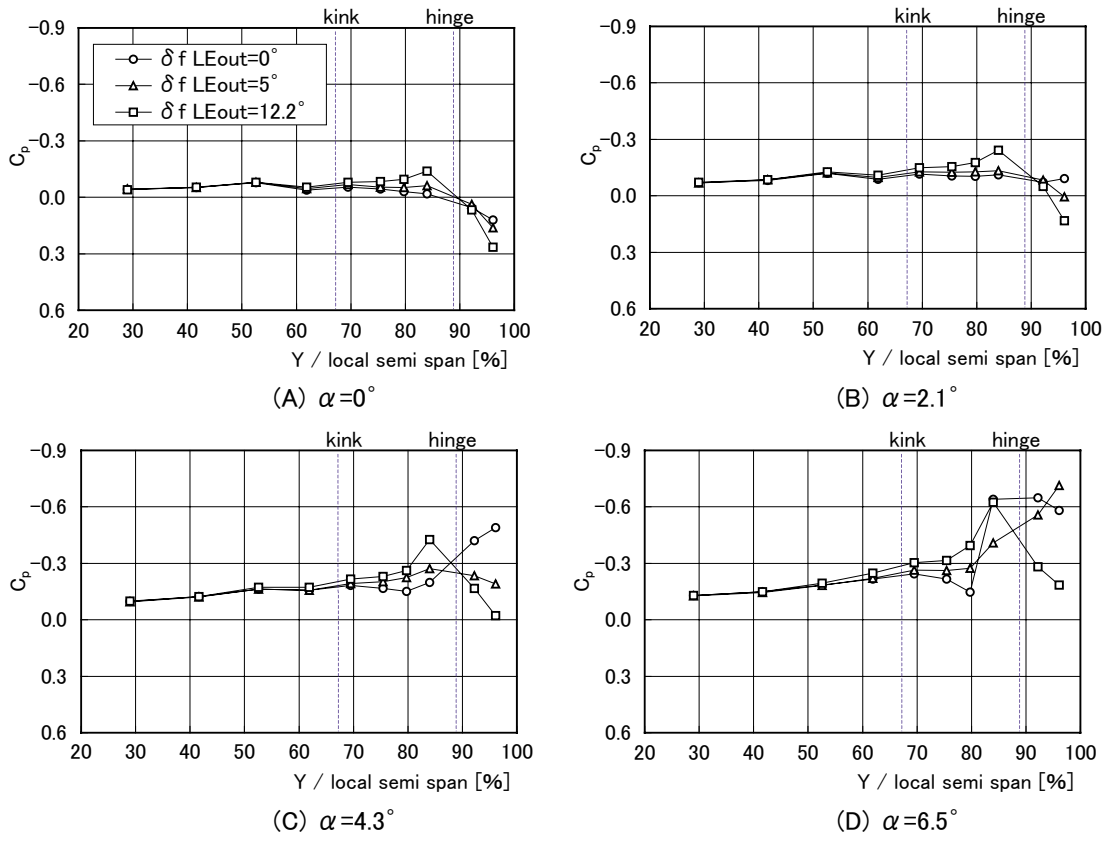 kink hinge
-0.9
-0.6
-0.3
0.0
0.3
0.6
Cp
δf LEout=0°
δf LEout=5°
δf LEout=12.2°
20 30 40 50 60 70 80 90 100
Y / local semi span [%]
(A) α=0°
kink hinge
-0.9
-0.6
-0.3
0.0
0.3
0.6
Cp
20 30 40 50 60 70 80 90 100
Y / local semi span [%]
(B) α=2.1°
kink hinge
-0.9
-0.6
-0.3
0.0
0.3
0.6
Cp
20 30 40 50 60 70 80 90 100
Y / local semi span [%]
(C) α=4.3°
kink hinge
-0.9
-0.6
-0.3
0.0
0.3
0.6
Cp
20 30 40 50 60 70 80 90 100
Y / local semi span [%]
(D) α=6.5°